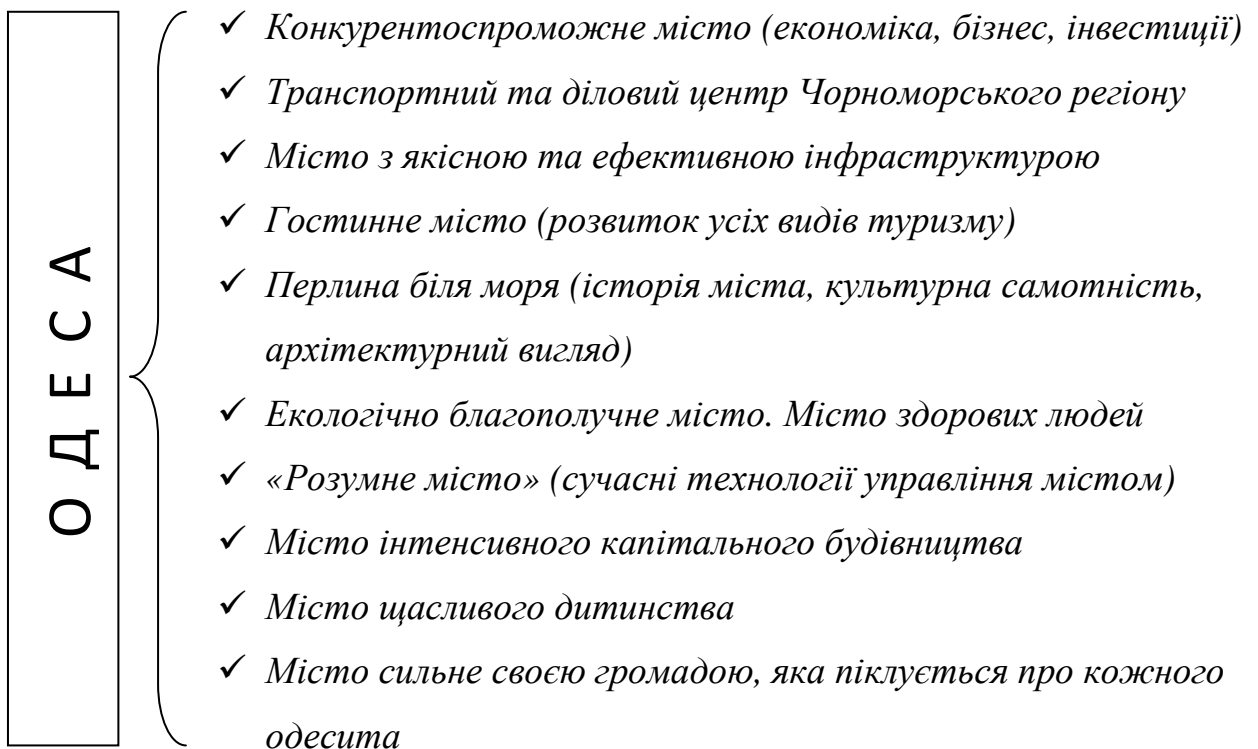 О Д Е С А
✓ Конкурентоспроможне місто (економіка, бізнес, інвестиції)
✓ Транспортний та діловий центр Чорноморського регіону
✓ Місто з якісною та ефективною інфраструктурою
✓ Гостинне місто (розвиток усіх видів туризму)
✓ Перлина біля моря (історія міста, культурна самотність,
архітектурний вигляд)
✓ Екологічно благополучне місто. Місто здорових людей
✓ «Розумне місто» (сучасні технології управління містом)
✓ Місто інтенсивного капітального будівництва
✓ Місто щасливого дитинства
✓ Місто сильне своєю громадою, яка піклується про кожного
одесита